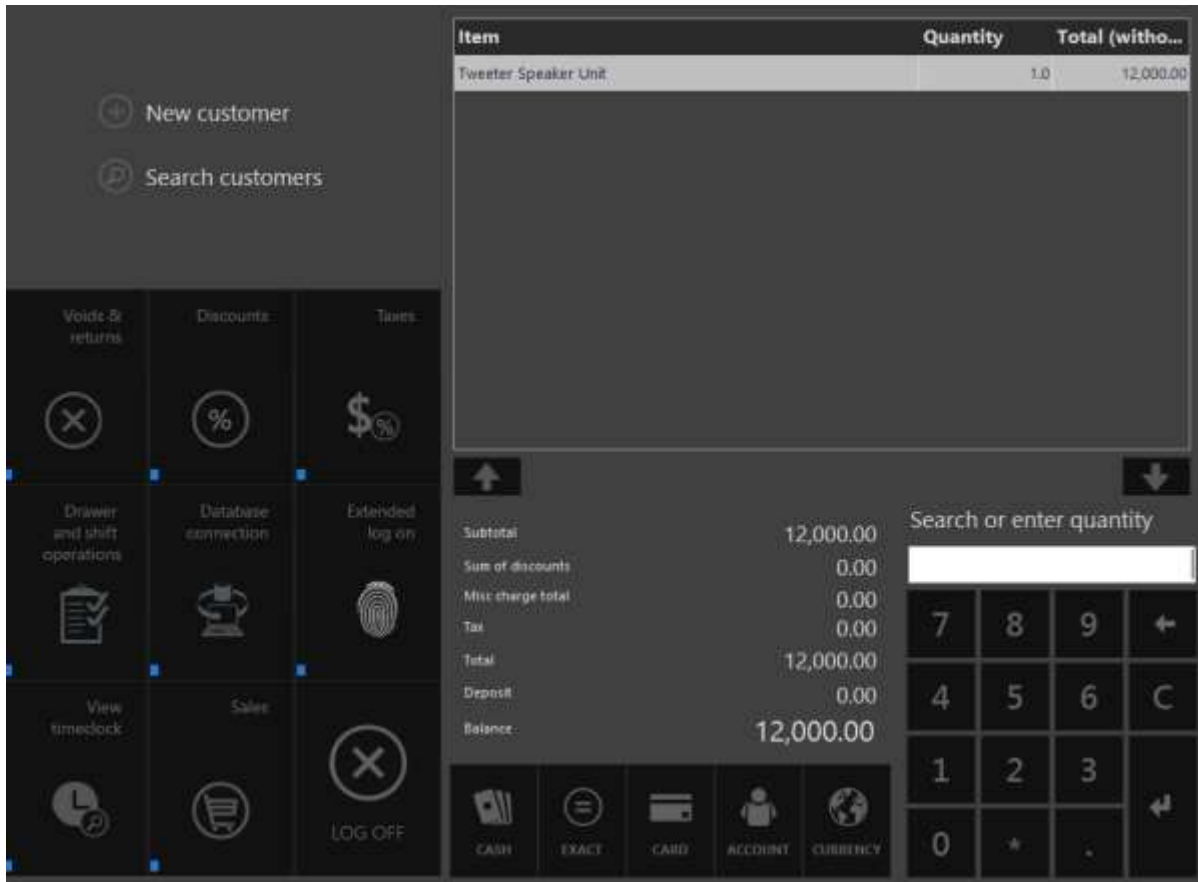 New customer
Search customers
Item Quantity Total (witho...
Tweeter Speaker Unit 1.0 12,000.00
Voids &
returns
Discounts
Taxes
Drawer
and shift
operations
Database
connection
Extended
log on
View
timeclock
Sales
LOG OFF
Subtotal 12,000.00
Sum of discounts 0.00
Misc charge total 0.00
Tax 0.00
Total 12,000.00
Deposit 0.00
Balance 12,000.00
CASH EXACT CARD ACCOUNT CURRENCY
Search or enter quantity
7 8 9
4 5 6 C
1 2 3
0 * .